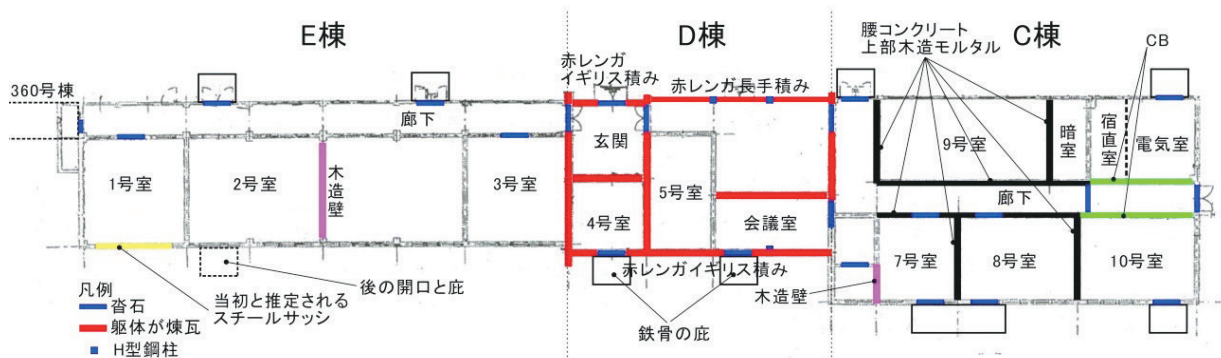 E棟
D棟
C棟
360号棟
赤レンガ
イギリス積み
赤レンガ長手積み
腰コンクリート
上部木造モルタル
CB
廊下
玄関
9号室
暗室
宿直室
電気室
1号室
2号室
木造壁
3号室
4号室
5号室
会議室
廊下
7号室
8号室
10号室
赤レンガイギリス積み
木造壁
後の開口と庇
当初と推定される
スチールサッシ
鉄骨の庇
凡例
沓石
躯体が煉瓦
H型鋼柱